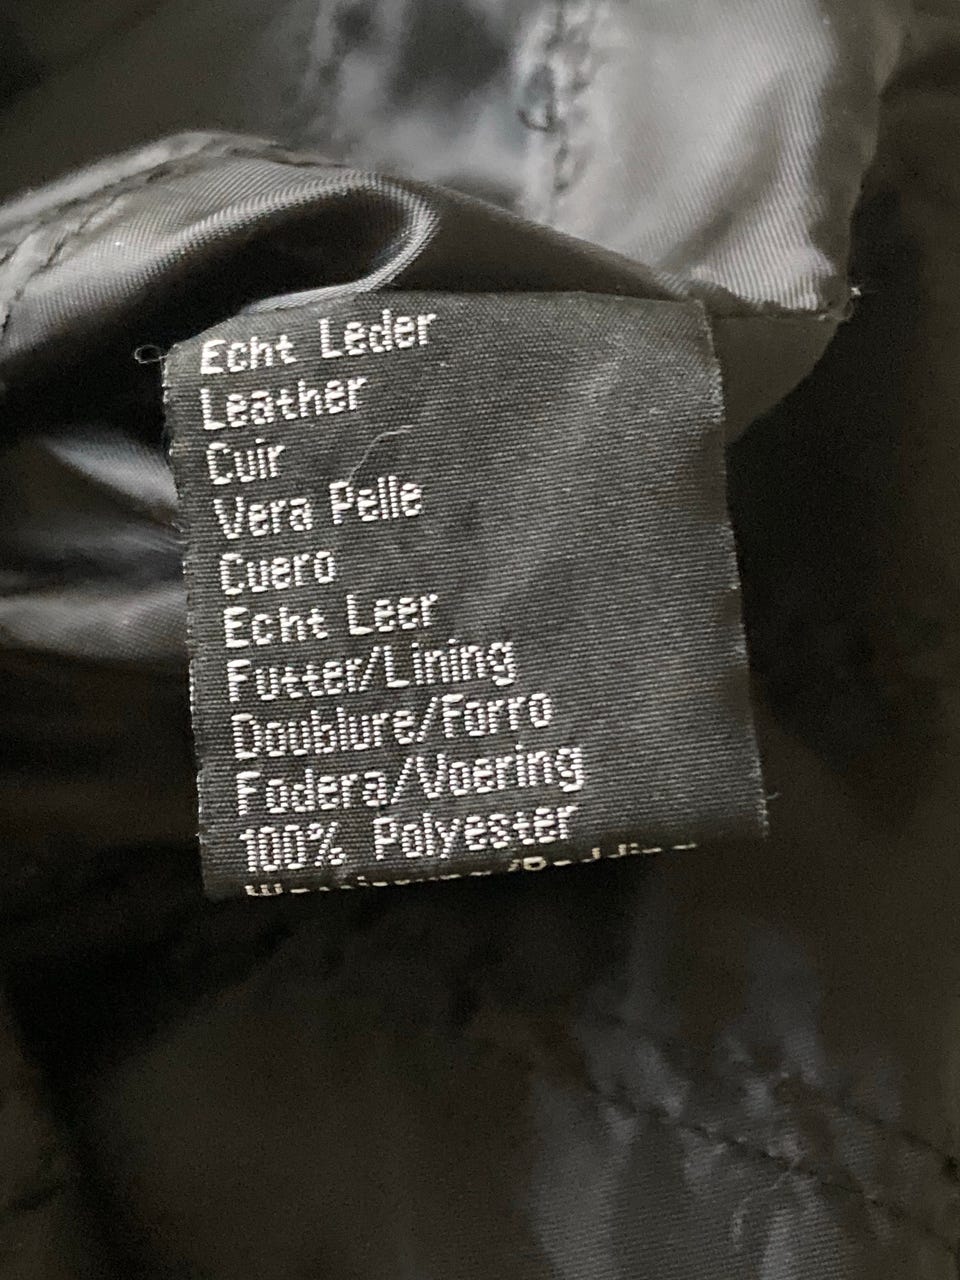 Echt Leder
Leather
Cuir
Vera Pelle
Cuero
Echt Leer
Futter/Lining
Doublure/Forro
Fodera/Voering
100% Polyester